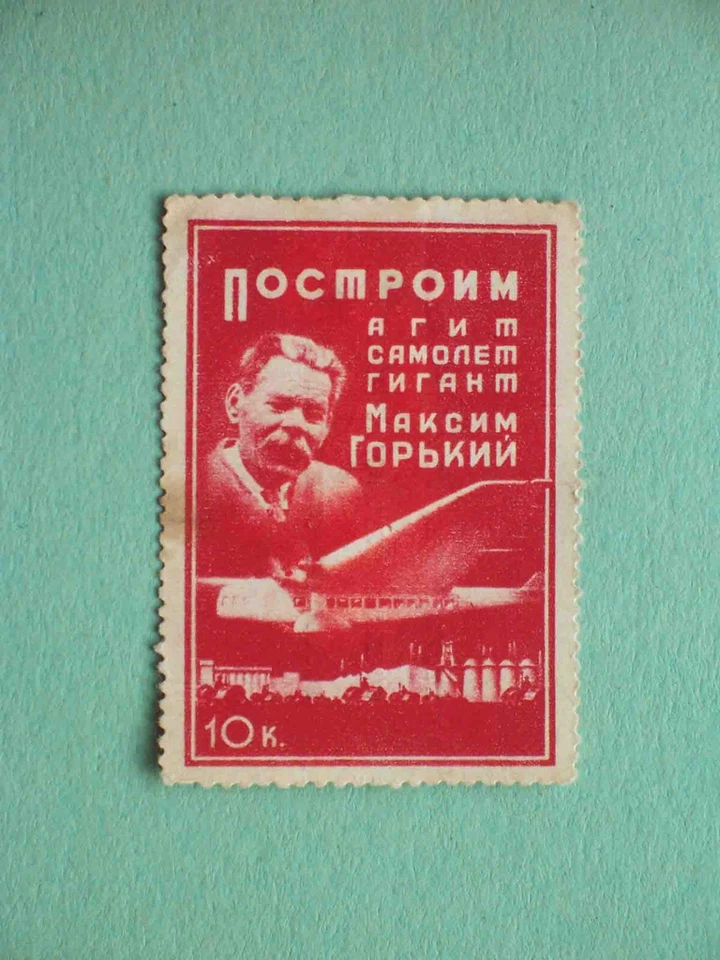 Построим
агит
самолет
гигант
Максим
Горький
10 к.